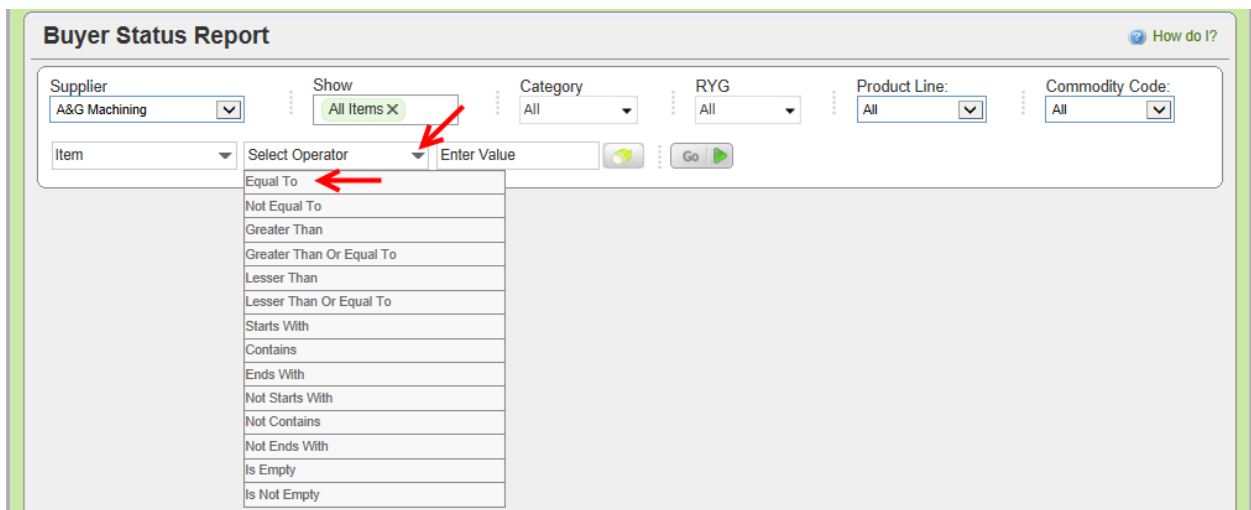 Buyer Status Report
How do I?
Supplier Show Category RYG Product Line: Commodity Code:
A&G Machining All Items X All All All All
Item Select Operator Enter Value Go
Equal To
Not Equal To
Greater Than
Greater Than Or Equal To
Lesser Than
Lesser Than Or Equal To
Starts With
Contains
Ends With
Not Starts With
Not Contains
Not Ends With
Is Empty
Is Not Empty